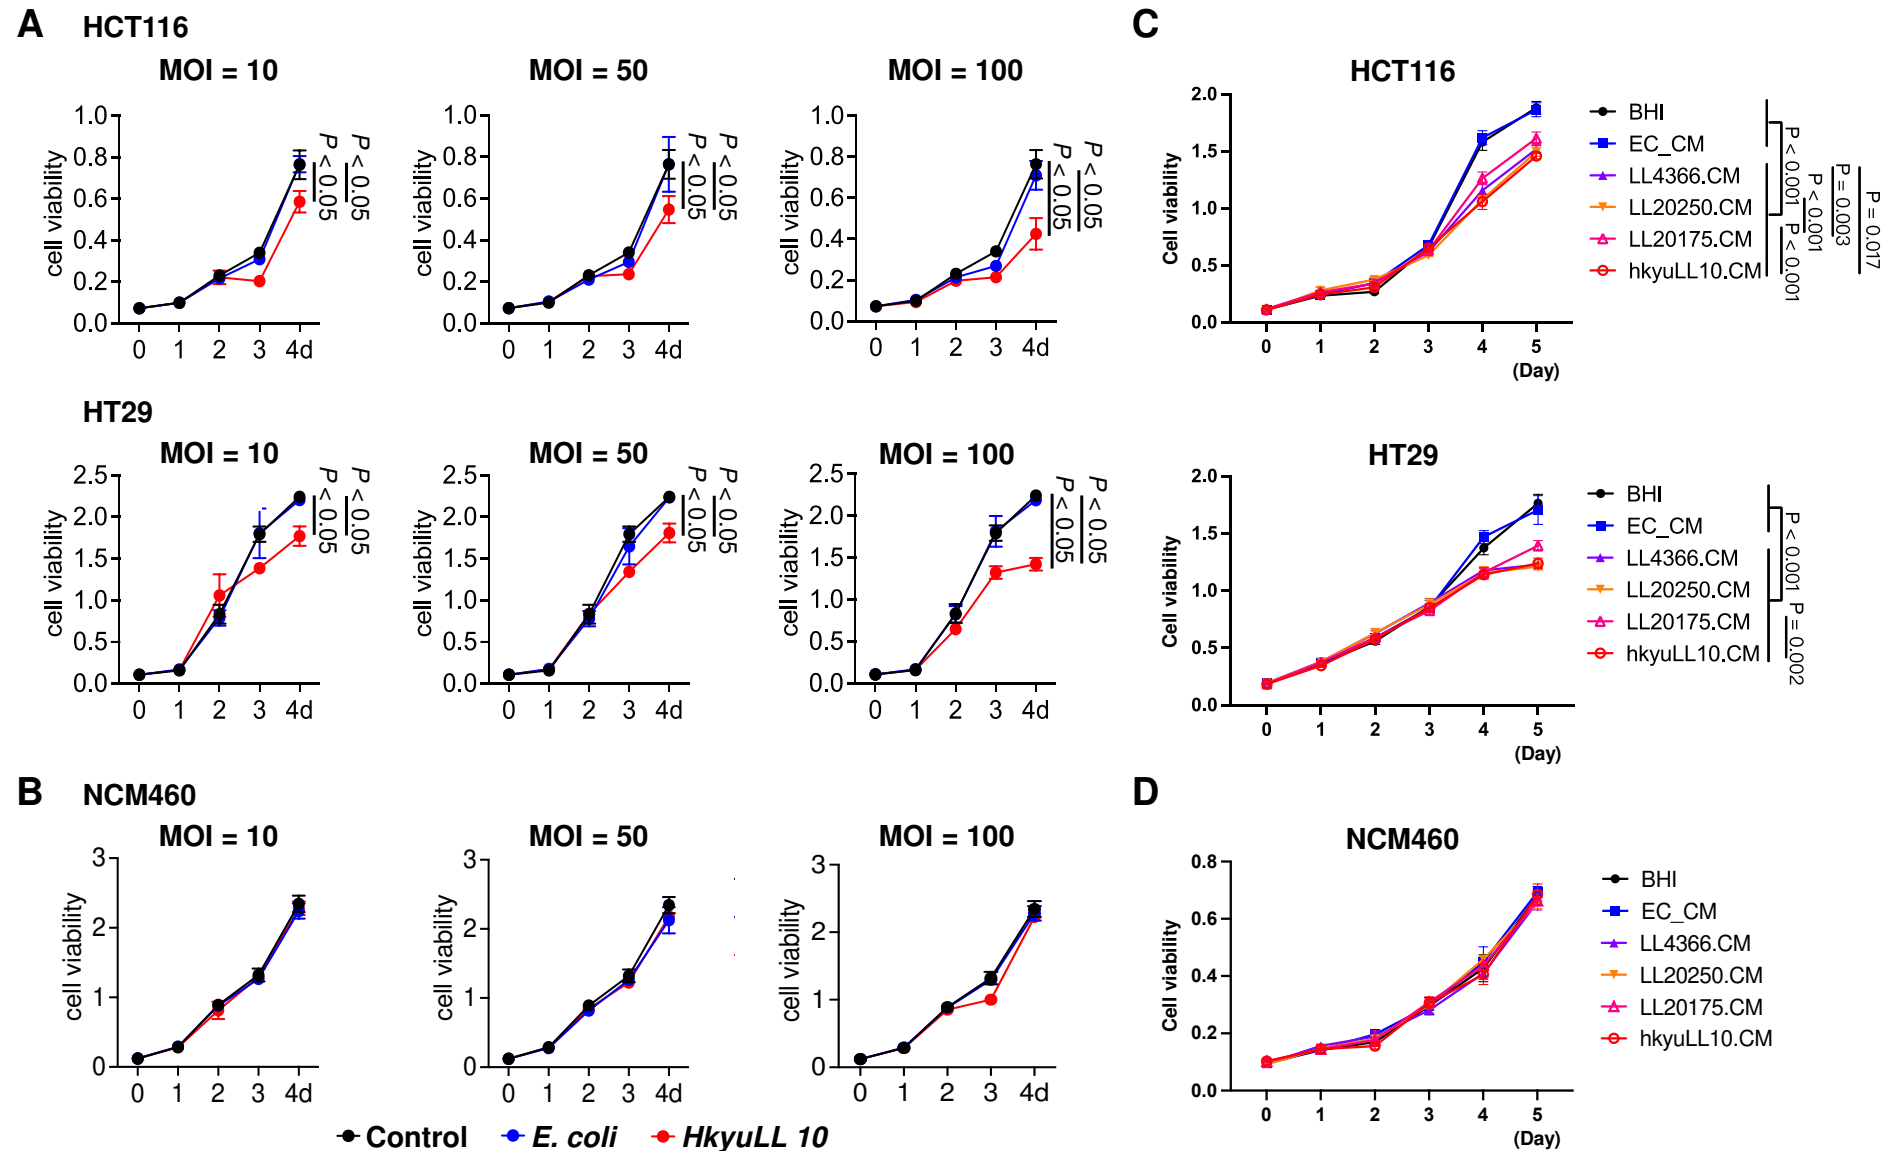 A HCT116
MOI = 10
cell viability
1.0
0.8
0.6
0.4
0.2
0.0
0 1 2 3 4d
P < 0.05
P < 0.05
MOI = 50
cell viability
1.0
0.8
0.6
0.4
0.2
0.0
0 1 2 3 4d
P < 0.05
P < 0.05
MOI = 100
cell viability
1.0
0.8
0.6
0.4
0.2
0.0
0 1 2 3 4d
P < 0.05
P < 0.05
HT29
MOI = 10
cell viability
2.5
2.0
1.5
1.0
0.5
0.0
0 1 2 3 4d
P < 0.05
P < 0.05
MOI = 50
cell viability
2.5
2.0
1.5
1.0
0.5
0.0
0 1 2 3 4d
P < 0.05
P < 0.05
MOI = 100
cell viability
2.5
2.0
1.5
1.0
0.5
0.0
0 1 2 3 4d
P < 0.05
P < 0.05
B NCM460
MOI = 10
cell viability
3
2
1
0
0 1 2 3 4d
MOI = 50
cell viability
3
2
1
0
0 1 2 3 4d
MOI = 100
cell viability
3
2
1
0
0 1 2 3 4d
Control E. coli HkyuLL 10
C
HCT116
Cell viability
2.0
1.5
1.0
0.5
0.0
0 1 2 3 4 5
(Day)
BHI
EC_CM
LL4366.CM
LL20250.CM
LL20175.CM
hkyuLL10.CM
P < 0.001
P < 0.001
P < 0.001
P = 0.003
P = 0.017
HT29
Cell viability
2.0
1.5
1.0
0.5
0.0
0 1 2 3 4 5
(Day)
BHI
EC_CM
LL4366.CM
LL20250.CM
LL20175.CM
hkyuLL10.CM
P < 0.001
P = 0.002
D
NCM460
Cell viability
0.8
0.6
0.4
0.2
0.0
0 1 2 3 4 5
(Day)
BHI
EC_CM
LL4366.CM
LL20250.CM
LL20175.CM
hkyuLL10.CM